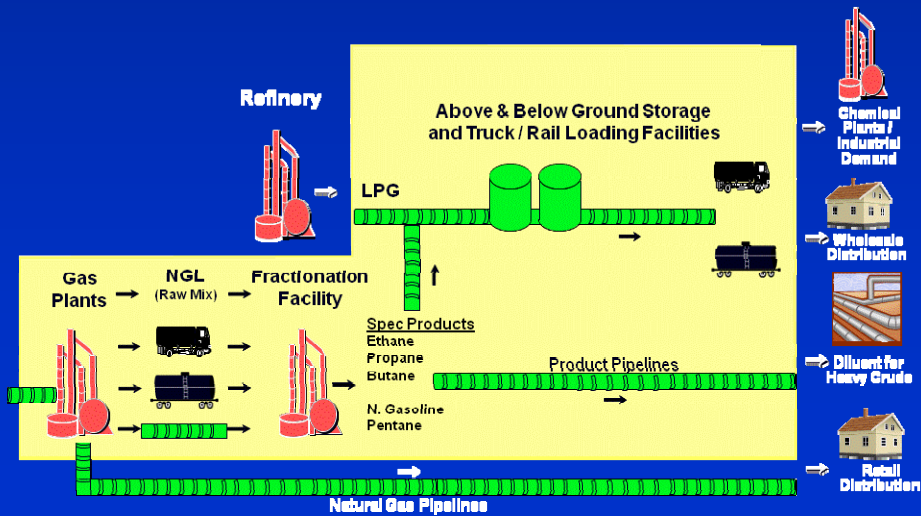 Refinery
Above & Below Ground Storage
and Truck / Rail Loading Facilities
LPG
Gas
Plants
NGL
(Raw Mix)
Fractionation
Facility
Spec Products
Ethane
Propane
Butane
N. Gasoline
Pentane
Product Pipelines
Natural Gas Pipelines
Chemical
Plants /
Industrial
Demand
Wholesale
Distribution
Diluent for
Heavy Crude
Retail
Distribution